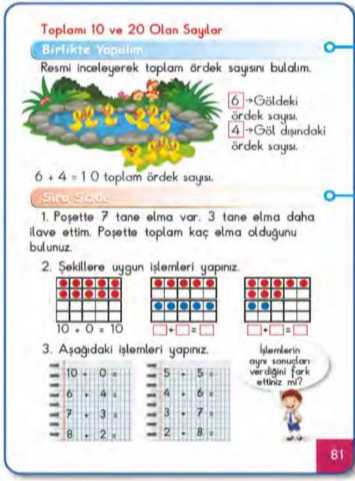 Toplamı 10 ve 20 Olan Sayılar
Birlikte Yapalım
Resmi inceleyerek toplam ördek sayısını bulalım.
6 → Göldeki
ördek sayısı.
4 → Göl dışındaki
ördek sayısı.
6 + 4 = 10 toplam ördek sayısı.
Sıra Sizde
1. Poşette 7 tane elma var. 3 tane elma daha
ilave ettim. Poşette toplam kaç elma olduğunu
bulunuz.
2. Şekillere uygun işlemleri yapınız.
10 + 0 = 10
□ + □ = □
□ + □ = □
3. Aşağıdaki işlemleri yapınız.
10 + 0 =
6 + 4 =
7 + 3 =
8 + 2 =
5 + 5 =
4 + 6 =
3 + 7 =
2 + 8 =
İşlemlerin
aynı sonuçları
verdiğini fark
ettiniz mi?
81